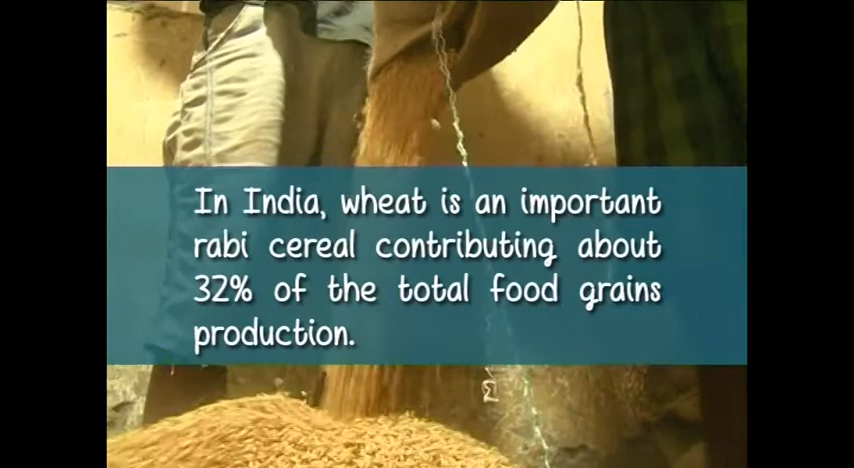 In India, wheat is an important
rabi cereal contributing about
32% of the total food grains
production.